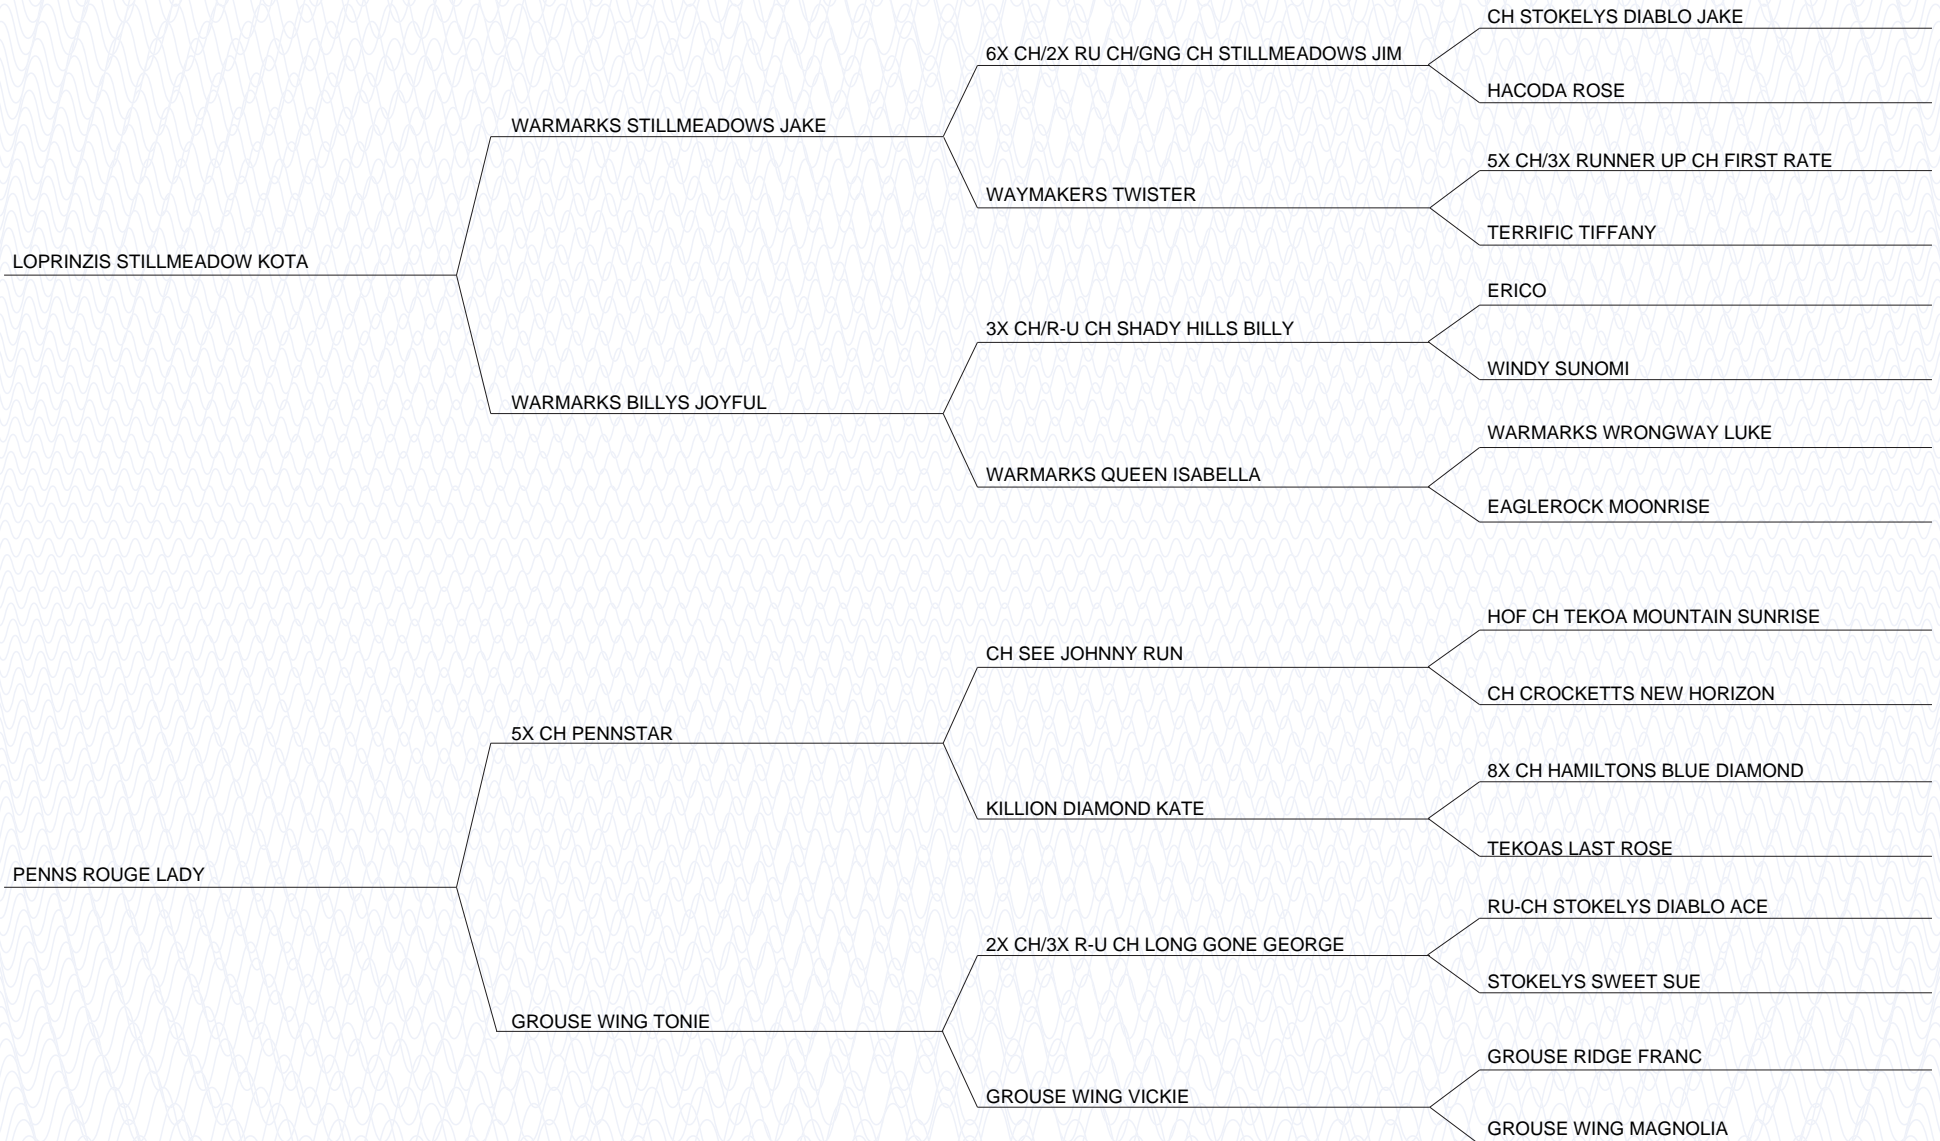 CH STOKELYS DIABLO JAKE
6X CH/2X RU CH/GNG CH STILLMEADOWS JIM
HACODA ROSE
WARMARKS STILLMEADOWS JAKE
5X CH/3X RUNNER UP CH FIRST RATE
WAYMAKERS TWISTER
TERRIFIC TIFFANY
LOPRINZIS STILLMEADOW KOTA
ERICO
3X CH/R-U CH SHADY HILLS BILLY
WINDY SUNOMI
WARMARKS BILLYS JOYFUL
WARMARKS WRONGWAY LUKE
WARMARKS QUEEN ISABELLA
EAGLEROCK MOONRISE
HOF CH TEKOA MOUNTAIN SUNRISE
CH SEE JOHNNY RUN
CH CROCKETTS NEW HORIZON
5X CH PENNSTAR
8X CH HAMILTONS BLUE DIAMOND
KILLION DIAMOND KATE
TEKOAS LAST ROSE
PENNS ROUGE LADY
RU-CH STOKELYS DIABLO ACE
2X CH/3X R-U CH LONG GONE GEORGE
STOKELYS SWEET SUE
GROUSE WING TONIE
GROUSE RIDGE FRANC
GROUSE WING VICKIE
GROUSE WING MAGNOLIA